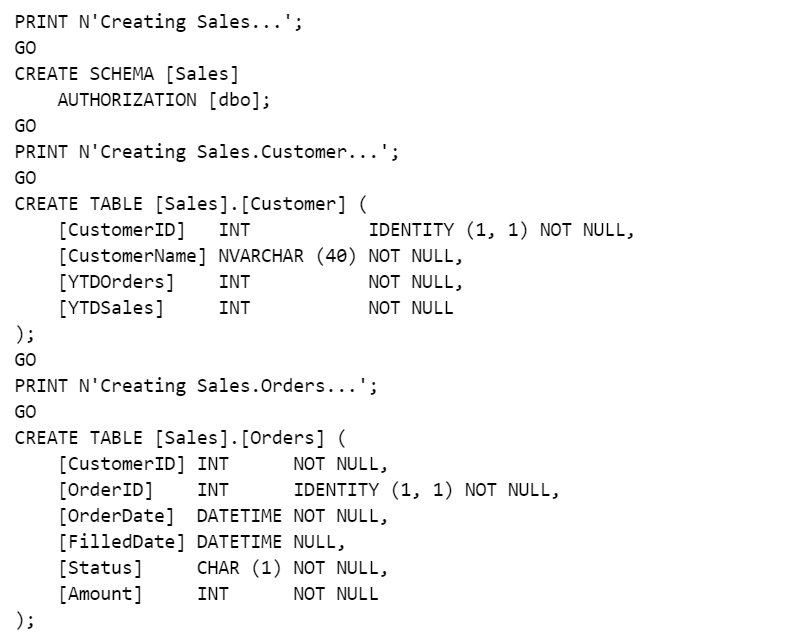 PRINT N'Creating Sales...';
GO
CREATE SCHEMA [Sales]
    AUTHORIZATION [dbo];
GO
PRINT N'Creating Sales.Customer...';
GO
CREATE TABLE [Sales].[Customer] (
    [CustomerID]   INT           IDENTITY (1, 1) NOT NULL,
    [CustomerName] NVARCHAR (40) NOT NULL,
    [YTDOrders]    INT           NOT NULL,
    [YTDSales]     INT           NOT NULL
);
GO
PRINT N'Creating Sales.Orders...';
GO
CREATE TABLE [Sales].[Orders] (
    [CustomerID] INT      NOT NULL,
    [OrderID]    INT      IDENTITY (1, 1) NOT NULL,
    [OrderDate]  DATETIME NOT NULL,
    [FilledDate] DATETIME NULL,
    [Status]     CHAR (1) NOT NULL,
    [Amount]     INT      NOT NULL
);